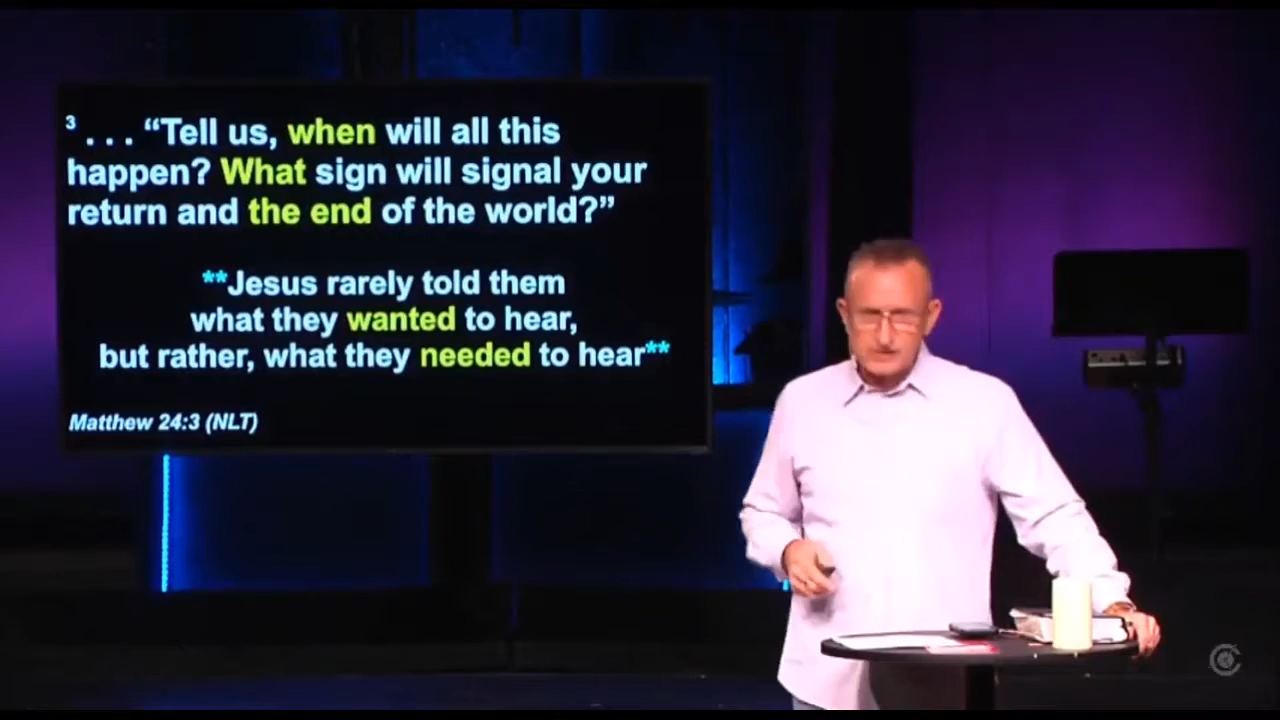 ³ . . . “Tell us, when will all this
happen? What sign will signal your
return and the end of the world?”
**Jesus rarely told them
what they wanted to hear,
but rather, what they needed to hear**
Matthew 24:3 (NLT)